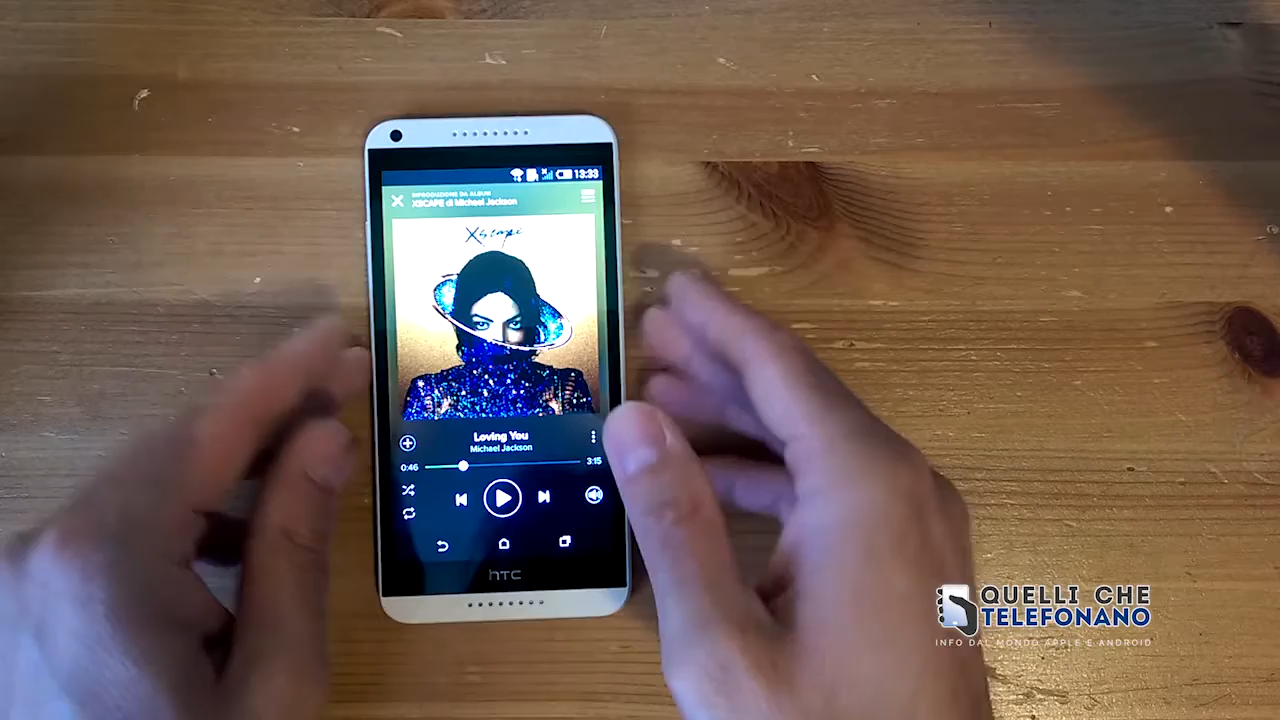 13:33
RIPRODUZIONE DA ALBUM
XSCAPE di Michael Jackson
Xscape
Loving You
Michael Jackson
0:46
3:15
hTC
QUELLI CHE
TELEFONANO
INFO DAL MONDO APPLE E ANDROID